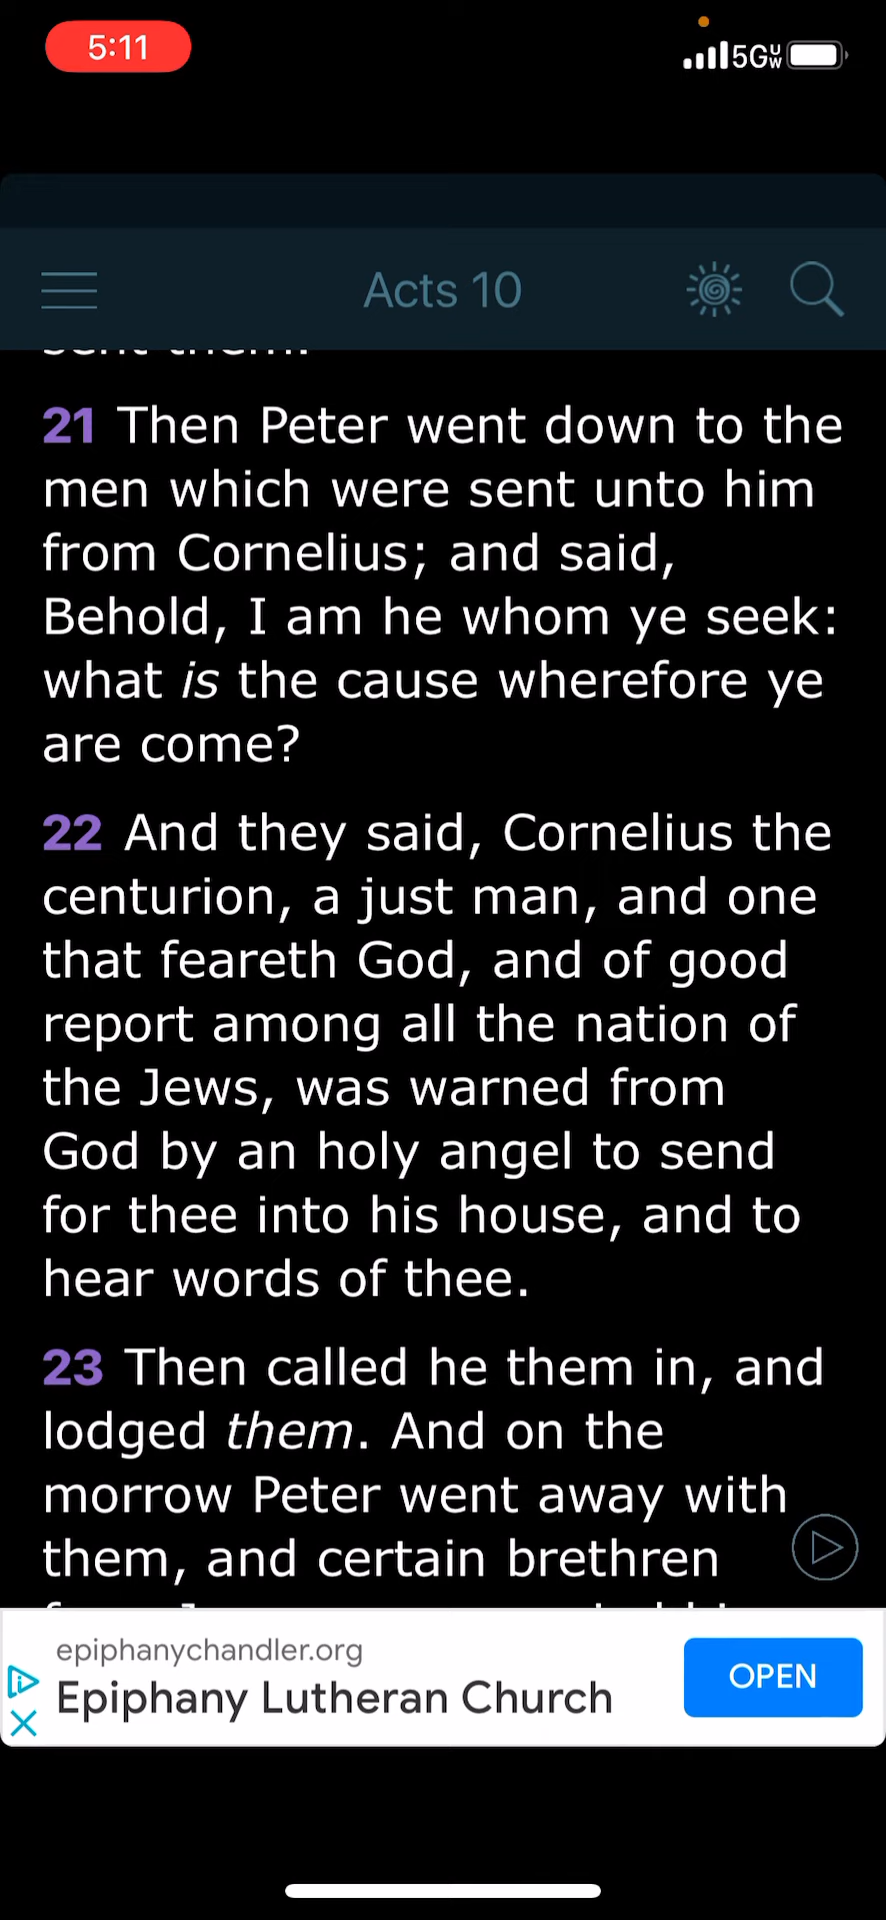 5:11
5G UW
Acts 10
sent them.
21 Then Peter went down to the
men which were sent unto him
from Cornelius; and said,
Behold, I am he whom ye seek:
what is the cause wherefore ye
are come?
22 And they said, Cornelius the
centurion, a just man, and one
that feareth God, and of good
report among all the nation of
the Jews, was warned from
God by an holy angel to send
for thee into his house, and to
hear words of thee.
23 Then called he them in, and
lodged them. And on the
morrow Peter went away with
them, and certain brethren
epiphanychandler.org
Epiphany Lutheran Church
OPEN